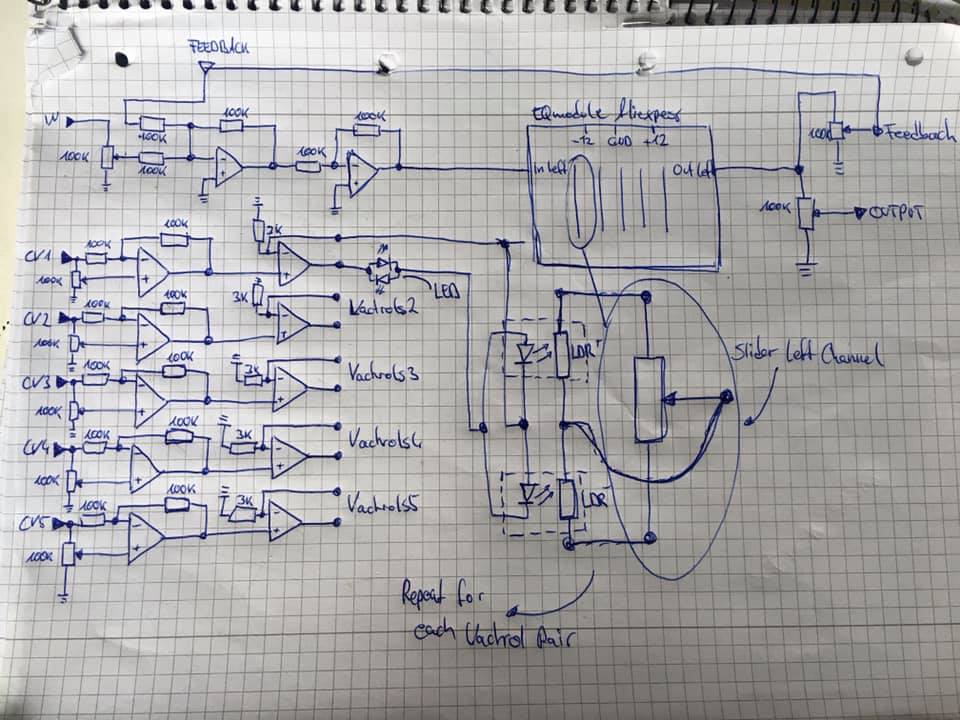 FEEDBACK
100K
100K
EQmodule Aliexpress
-12 GND +12
IN
100K
100K
100K
100K
In left
Out left
100K
Feedback
100K
OUTPUT
CV1
100K
100K
100K
2K
LED
CV2
100K
100K
100K
3K
Vactrols2
CV3
100K
100K
100K
3K
Vactrols3
CV4
100K
100K
100K
3K
Vactrols4
CV5
100K
100K
100K
3K
Vactrols5
LDR
Slider Left Channel
LDR
Repeat for
each Vactrol Pair